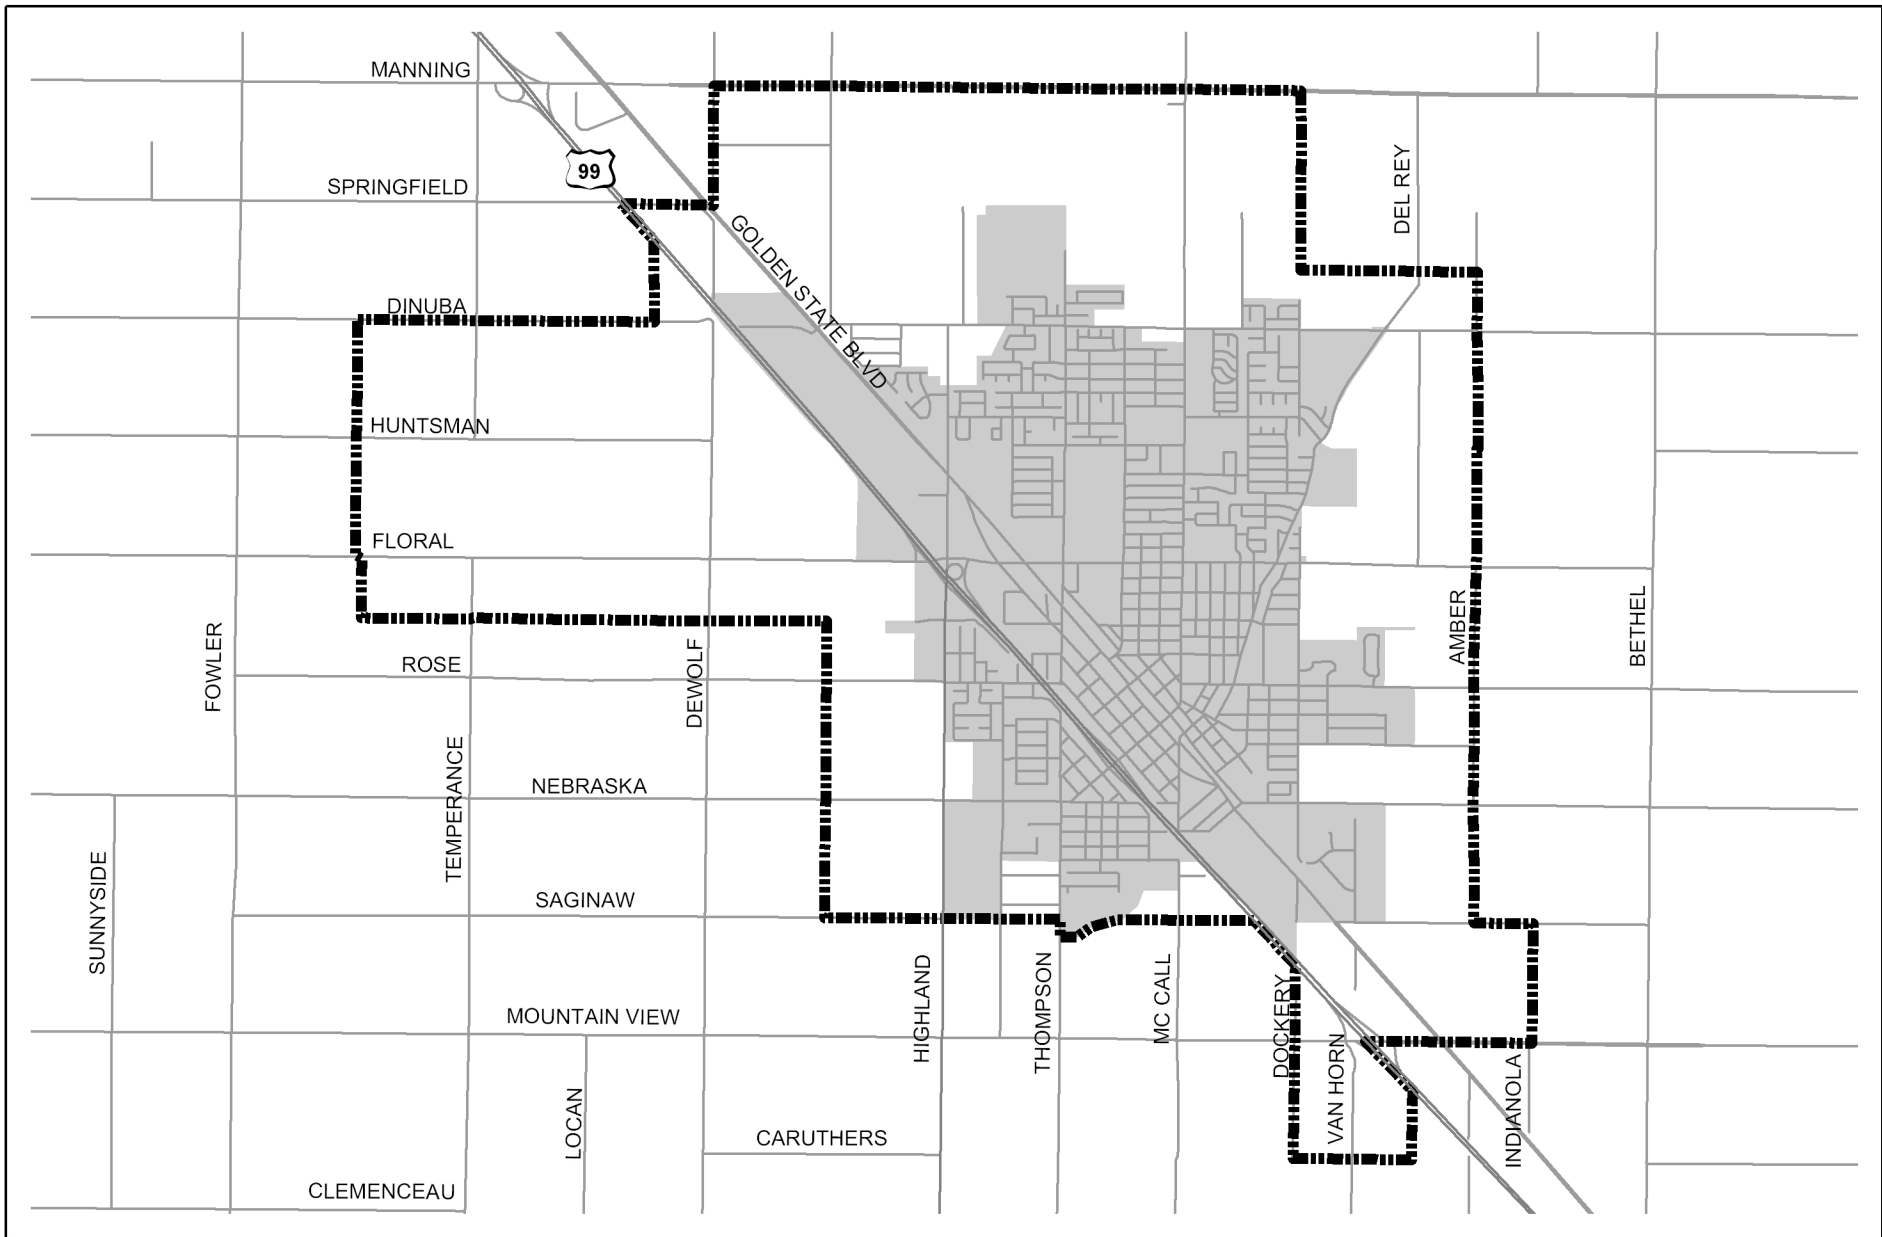 MANNING
99
SPRINGFIELD
DEL REY
GOLDEN STATE BLVD
DINUBA
HUNTSMAN
FLORAL
AMBER
BETHEL
FOWLER
ROSE
DEWOLF
TEMPERANCE
NEBRASKA
SUNNYSIDE
SAGINAW
HIGHLAND
THOMPSON
MC CALL
DOCKERY
MOUNTAIN VIEW
VAN HORN
INDIANOLA
LOCAN
CARUTHERS
CLEMENCEAU